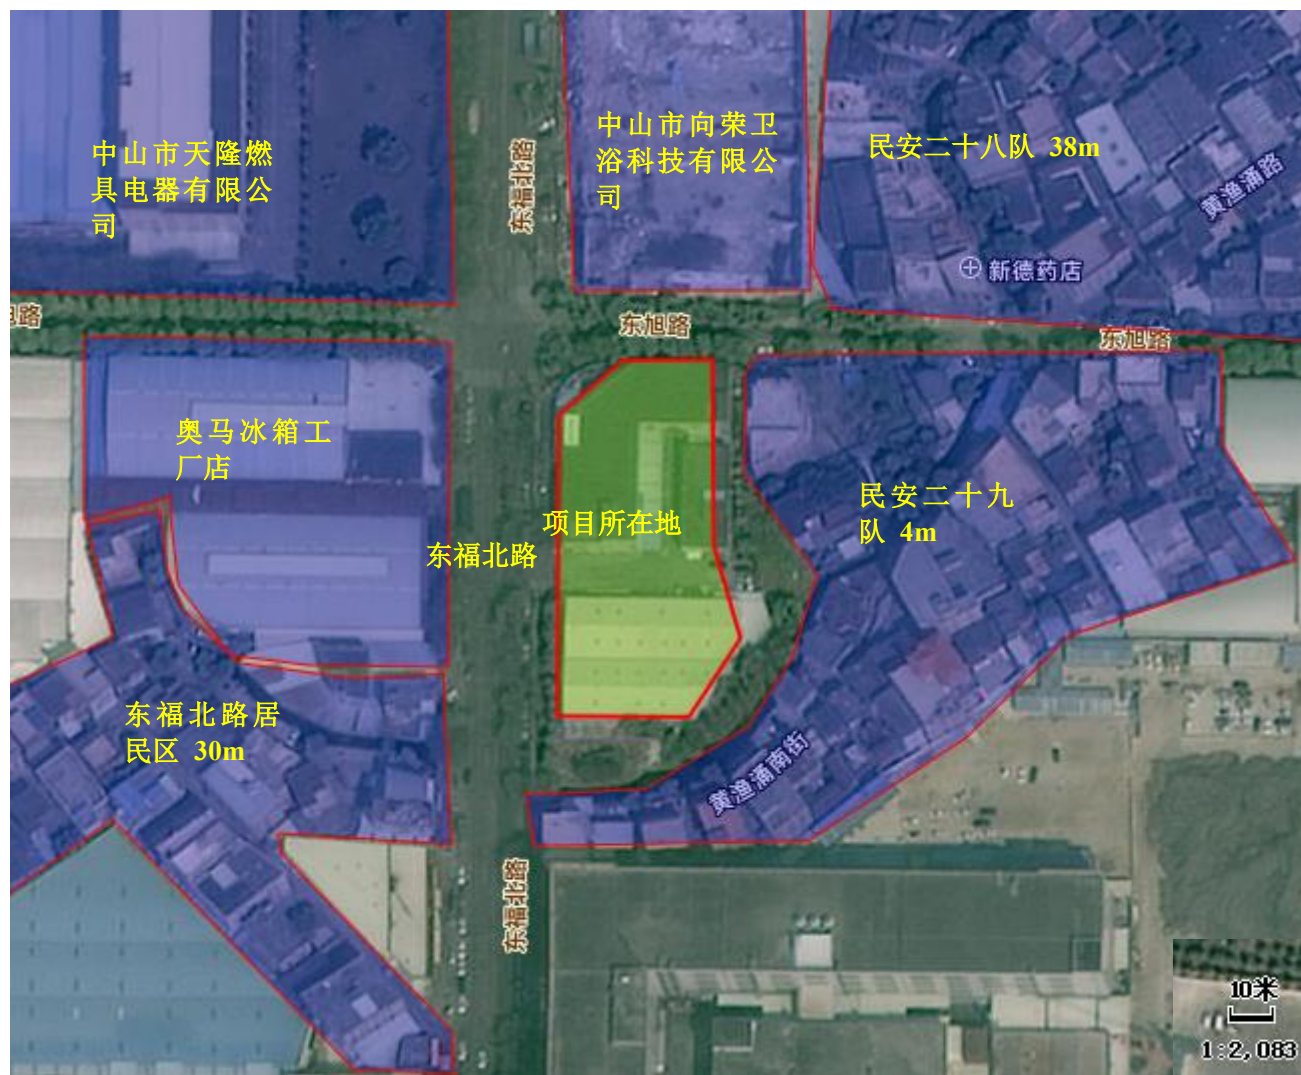 中山市天隆燃
具电器有限公
司
东福北路
中山市向荣卫
浴科技有限公
司
民安二十八队 38m
黄渔涌路
新德药店
旭路
东旭路
东旭路
奥马冰箱工
厂店
项目所在地
东福北路
民安二十九
队 4m
东福北路居
民区 30m
黄渔涌南街
东福北路
10米
1:2,083